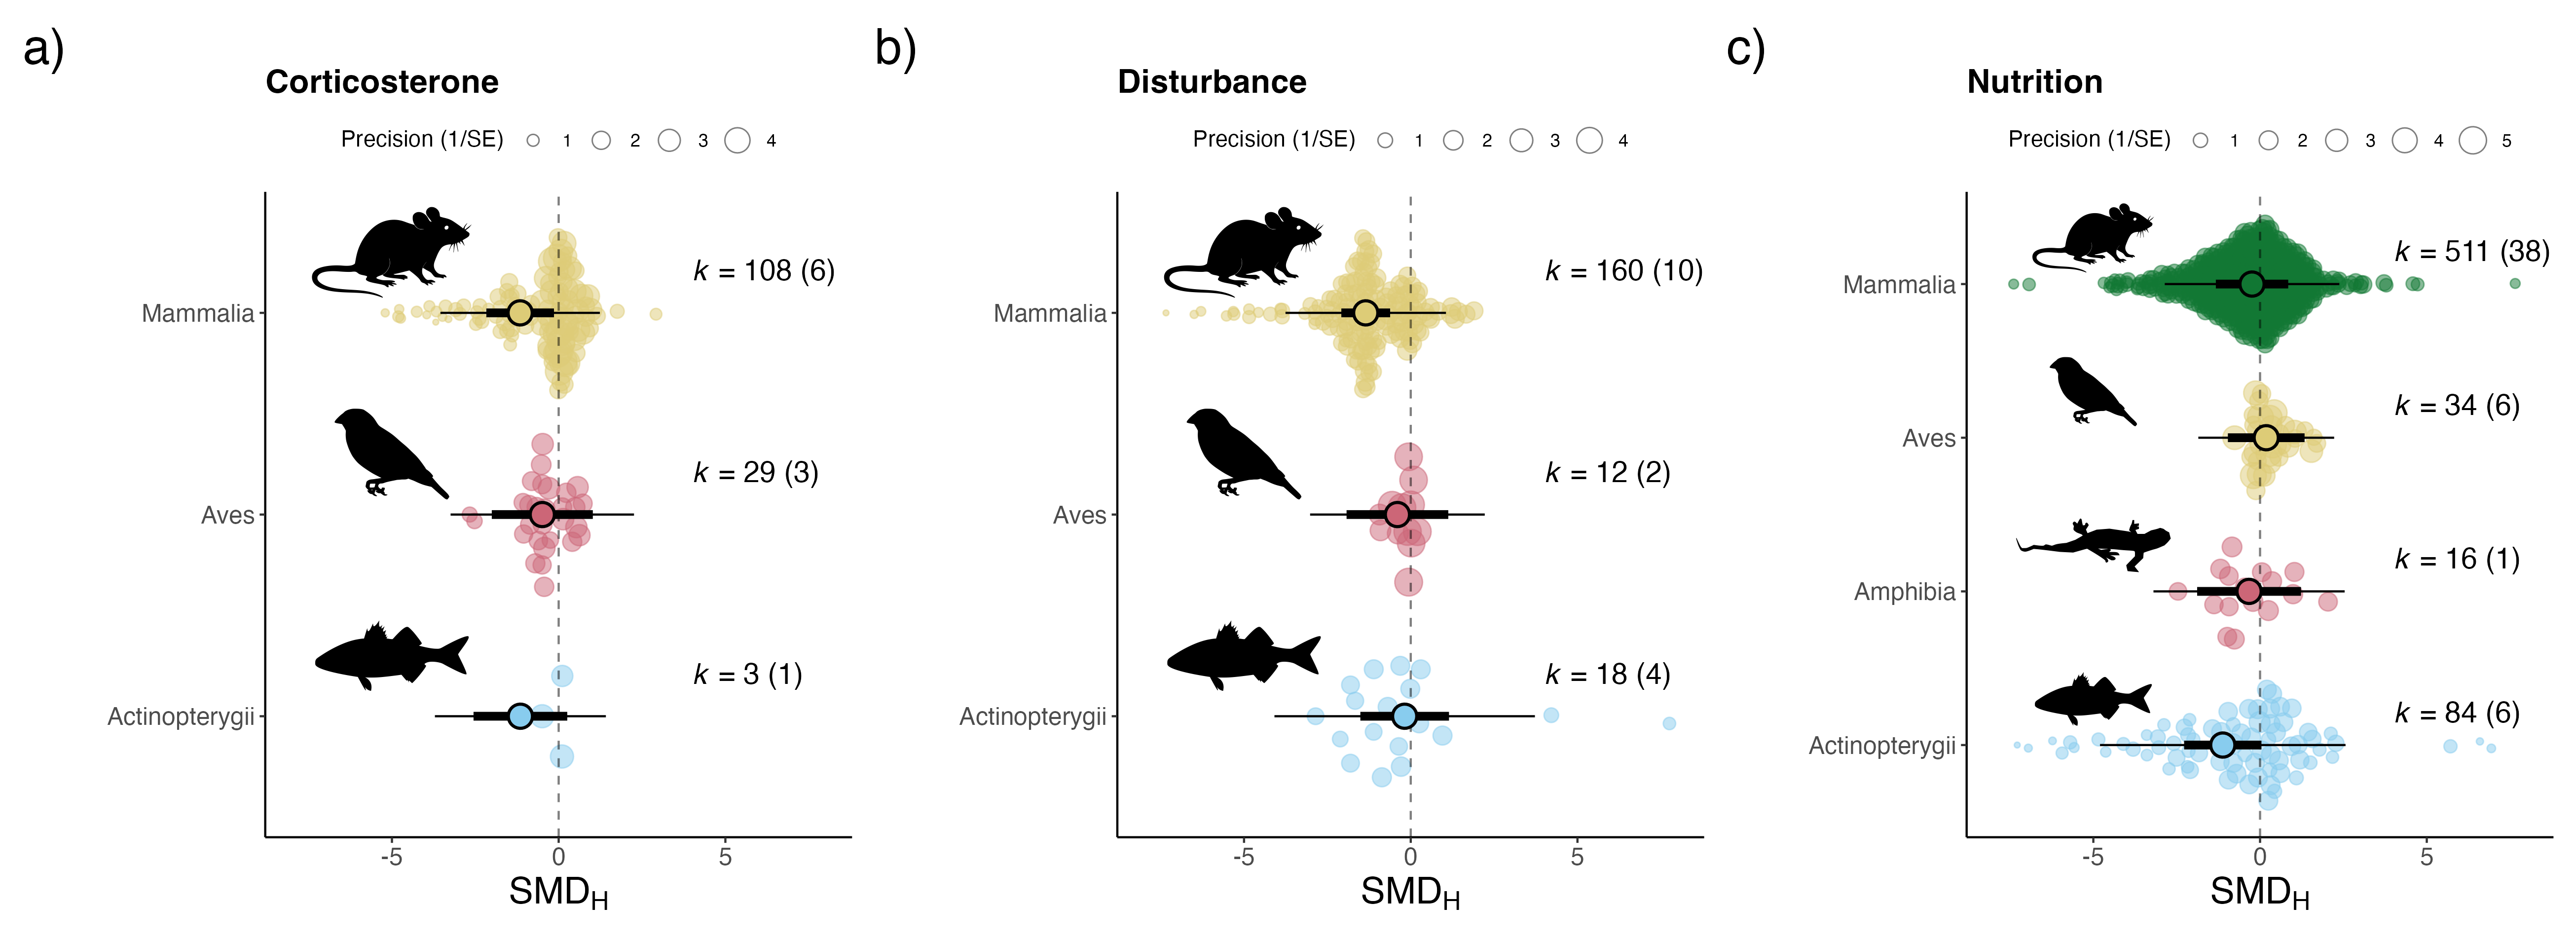 a)
Corticosterone
Precision (1/SE) 1 2 3 4
Mammalia
k = 108 (6)
Aves
k = 29 (3)
Actinopterygii
k = 3 (1)
-5 0 5
SMD_H
b)
Disturbance
Precision (1/SE) 1 2 3 4
Mammalia
k = 160 (10)
Aves
k = 12 (2)
Actinopterygii
k = 18 (4)
-5 0 5
SMD_H
c)
Nutrition
Precision (1/SE) 1 2 3 4 5
Mammalia
k = 511 (38)
Aves
k = 34 (6)
Amphibia
k = 16 (1)
Actinopterygii
k = 84 (6)
-5 0 5
SMD_H